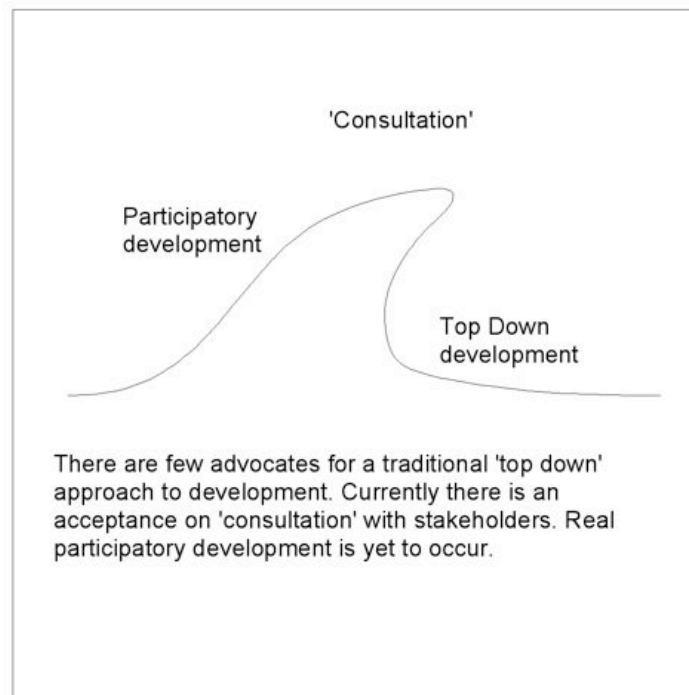 'Consultation'
Participatory
development
Top Down
development
There are few advocates for a traditional 'top down'
approach to development. Currently there is an
acceptance on 'consultation' with stakeholders. Real
participatory development is yet to occur.